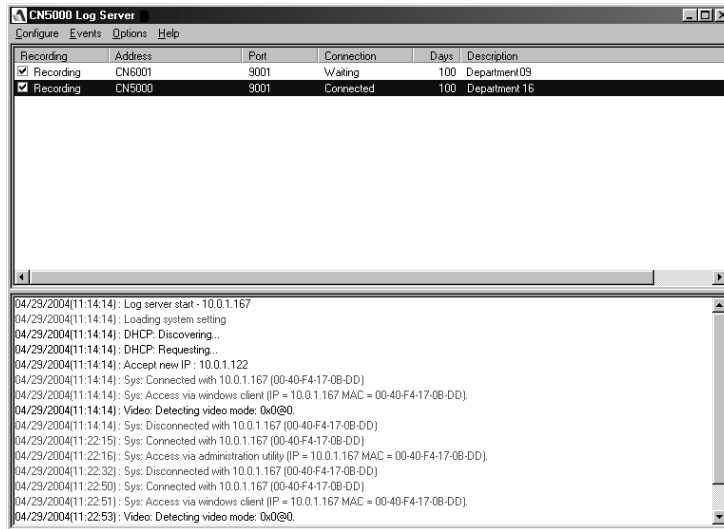 CN5000 Log Server
Configure Events Options Help
Recording Address Port Connection Days Description
Recording CN6001 9001 Waiting 100 Department09
Recording CN5000 9001 Connected 100 Department 16
04/29/2004(11:14:14) : Log server start - 10.0.1.167
04/29/2004(11:14:14) : Loading system setting
04/29/2004(11:14:14) : DHCP: Discovering...
04/29/2004(11:14:14) : DHCP: Requesting...
04/29/2004(11:14:14) : Accept new IP : 10.0.1.122
04/29/2004(11:14:14) : Sys: Connected with 10.0.1.167 (00-40-F4-17-0B-DD)
04/29/2004(11:14:14) : Sys: Access via windows client (IP = 10.0.1.167 MAC = 00-40-F4-17-0B-DD).
04/29/2004(11:14:14) : Video: Detecting video mode: 0x0@0.
04/29/2004(11:14:14) : Sys: Disconnected with 10.0.1.167 (00-40-F4-17-0B-DD)
04/29/2004(11:22:15) : Sys: Connected with 10.0.1.167 (00-40-F4-17-0B-DD)
04/29/2004(11:22:16) : Sys: Access via administration utility (IP = 10.0.1.167 MAC = 00-40-F4-17-0B-DD).
04/29/2004(11:22:32) : Sys: Disconnected with 10.0.1.167 (00-40-F4-17-0B-DD)
04/29/2004(11:22:50) : Sys: Connected with 10.0.1.167 (00-40-F4-17-0B-DD)
04/29/2004(11:22:51) : Sys: Access via windows client (IP = 10.0.1.167 MAC = 00-40-F4-17-0B-DD).
04/29/2004(11:22:53) : Video: Detecting video mode: 0x0@0.